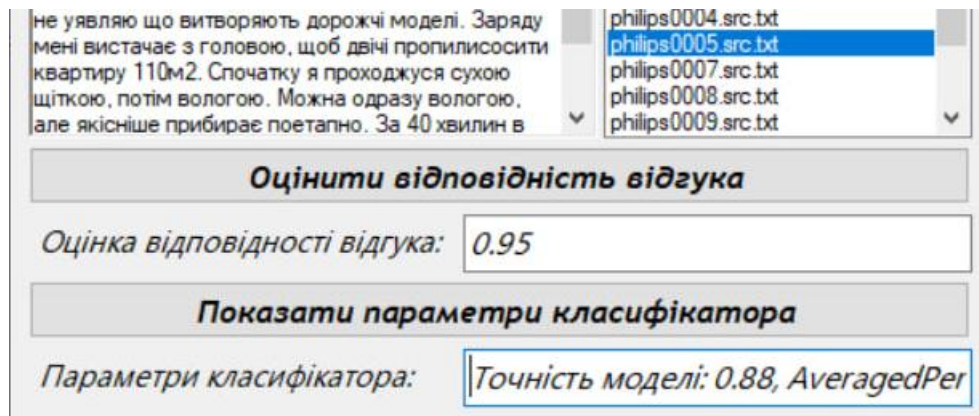 не уявляю що витворяють дорожчі моделі. Заряду
мені вистачає з головою, щоб двічі пропилисосити
квартиру 110м2. Спочатку я проходжуся сухою
щіткою, потім вологою. Можна одразу вологою,
але якісніше прибирає поетапно. За 40 хвилин в
philips0004.src.txt
philips0005.src.txt
philips0007.src.txt
philips0008.src.txt
philips0009.src.txt
Оцінити відповідність відгука
Оцінка відповідності відгука: 0.95
Показати параметри класифікатора
Параметри класифікатора: Точність моделі: 0.88, AveragedPer